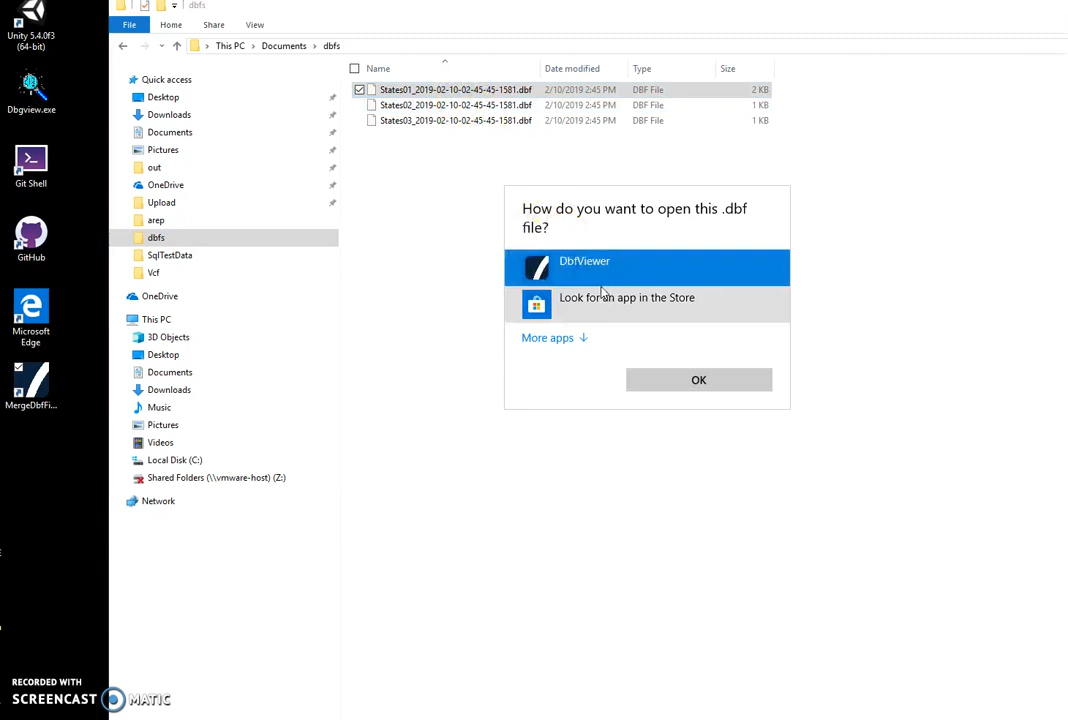 Unity 5.4.0f3
(64-bit)
Dbgview.exe
Git Shell
GitHub
Microsoft
Edge
MergeDbfFi...
dbfs
File Home Share View
This PC > Documents > dbfs
Quick access
Desktop
Downloads
Documents
Pictures
out
OneDrive
Upload
arep
dbfs
SqlTestData
Vcf
OneDrive
This PC
3D Objects
Desktop
Documents
Downloads
Music
Pictures
Videos
Local Disk (C:)
Shared Folders (\\vmware-host) (Z:)
Network
Name Date modified Type Size
States01_2019-02-10-02-45-45-1581.dbf 2/10/2019 2:45 PM DBF File 2 KB
States02_2019-02-10-02-45-45-1581.dbf 2/10/2019 2:45 PM DBF File 1 KB
States03_2019-02-10-02-45-45-1581.dbf 2/10/2019 2:45 PM DBF File 1 KB
How do you want to open this .dbf
file?
DbfViewer
Look for an app in the Store
More apps
OK
RECORDED WITH
SCREENCAST MATIC